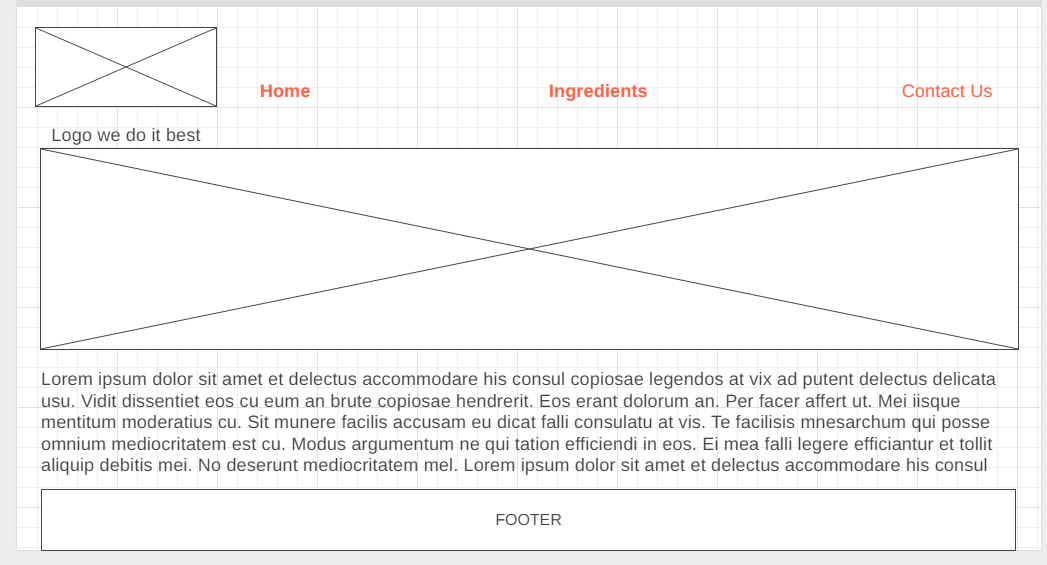 Home
Ingredients
Contact Us
Logo we do it best
Lorem ipsum dolor sit amet et delectus accommodare his consul copiosae legendos at vix ad putent delectus delicata
usu. Vidit dissentiet eos cu eum an brute copiosae hendrerit. Eos erant dolorum an. Per facer affert ut. Mei iisque
mentitum moderatius cu. Sit munere facilis accusam eu dicat falli consulatu at vis. Te facilisis mnesarchum qui posse
omnium mediocritatem est cu. Modus argumentum ne qui tation efficiendi in eos. Ei mea falli legere efficiantur et tollit
aliquip debitis mei. No deserunt mediocritatem mel. Lorem ipsum dolor sit amet et delectus accommodare his consul
FOOTER